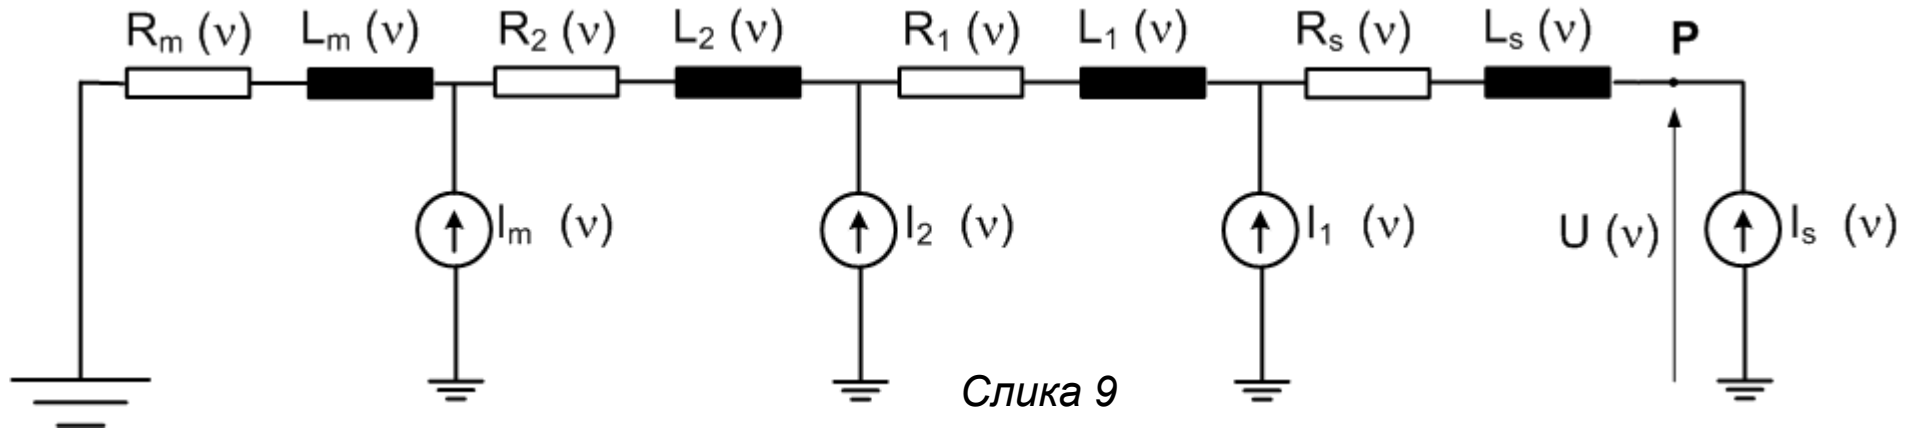 Rm (ν) Lm (ν) R2 (ν) L2 (ν) R1 (ν) L1 (ν) Rs (ν) Ls (ν) P
Im (ν) I2 (ν) I1 (ν) U (ν) Is (ν)
Слика 9